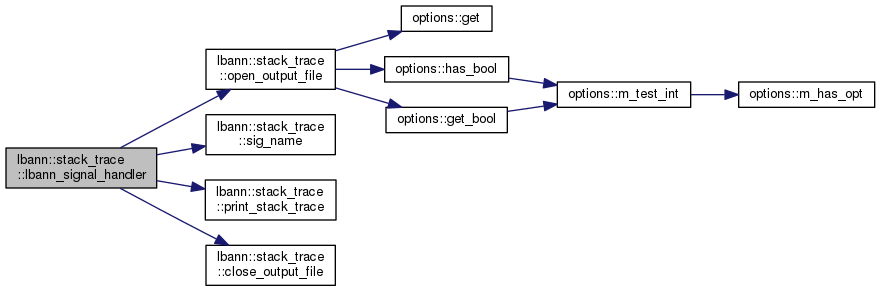 lbann::stack_trace
::lbann_signal_handler
lbann::stack_trace
::open_output_file
options::get
options::has_bool
options::get_bool
options::m_test_int
options::m_has_opt
lbann::stack_trace
::sig_name
lbann::stack_trace
::print_stack_trace
lbann::stack_trace
::close_output_file